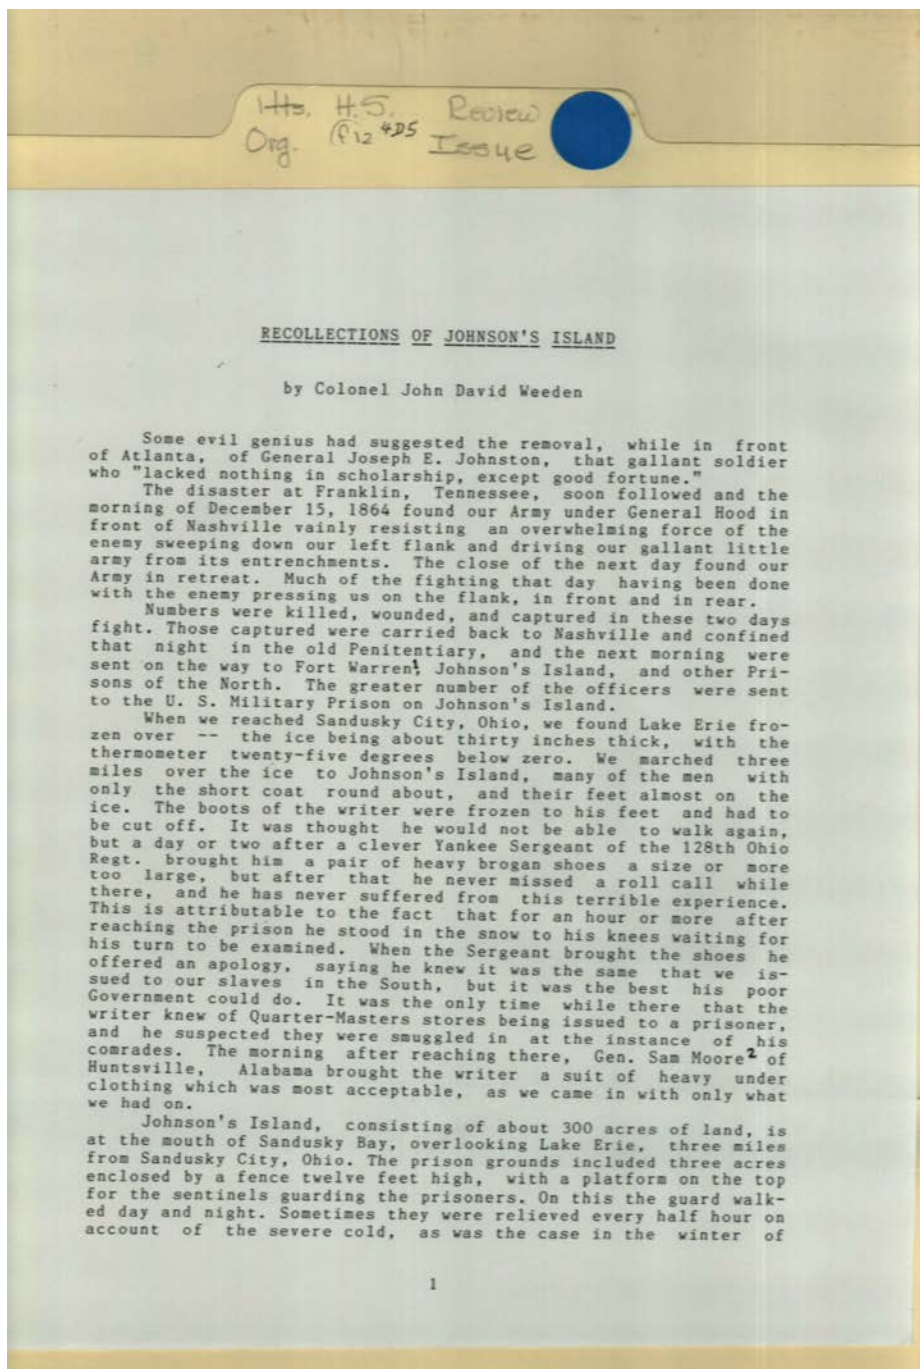 Hts. H.S. Review
Org. f12 4D5 Issue
RECOLLECTIONS OF JOHNSON'S ISLAND
by Colonel John David Weeden
Some evil genius had suggested the removal, while in front
of Atlanta, of General Joseph E. Johnston, that gallant soldier
who "lacked nothing in scholarship, except good fortune."
The disaster at Franklin, Tennessee, soon followed and the
morning of December 15, 1864 found our Army under General Hood in
front of Nashville vainly resisting an overwhelming force of the
enemy sweeping down our left flank and driving our gallant little
army from its entrenchments. The close of the next day found our
Army in retreat. Much of the fighting that day having been done
with the enemy pressing us on the flank, in front and in rear.
Numbers were killed, wounded, and captured in these two days
fight. Those captured were carried back to Nashville and confined
that night in the old Penitentiary, and the next morning were
sent on the way to Fort Warren,1 Johnson's Island, and other Pri-
sons of the North. The greater number of the officers were sent
to the U. S. Military Prison on Johnson's Island.
When we reached Sandusky City, Ohio, we found Lake Erie fro-
zen over -- the ice being about thirty inches thick, with the
thermometer twenty-five degrees below zero. We marched three
miles over the ice to Johnson's Island, many of the men with
only the short coat round about, and their feet almost on the
ice. The boots of the writer were frozen to his feet and had to
be cut off. It was thought he would not be able to walk again,
but a day or two after a clever Yankee Sergeant of the 128th Ohio
Regt. brought him a pair of heavy brogan shoes a size or more
too large, but after that he never missed a roll call while
there, and he has never suffered from this terrible experience.
This is attributable to the fact that for an hour or more after
reaching the prison he stood in the snow to his knees waiting for
his turn to be examined. When the Sergeant brought the shoes he
offered an apology, saying he knew it was the same that we is-
sued to our slaves in the South, but it was the best his poor
Government could do. It was the only time while there that the
writer knew of Quarter-Masters stores being issued to a prisoner,
and he suspected they were smuggled in at the instance of his
comrades. The morning after reaching there, Gen. Sam Moore2 of
Huntsville, Alabama brought the writer a suit of heavy under
clothing which was most acceptable, as we came in with only what
we had on.
Johnson's Island, consisting of about 300 acres of land, is
at the mouth of Sandusky Bay, overlooking Lake Erie, three miles
from Sandusky City, Ohio. The prison grounds included three acres
enclosed by a fence twelve feet high, with a platform on the top
for the sentinels guarding the prisoners. On this the guard walk-
ed day and night. Sometimes they were relieved every half hour on
account of the severe cold, as was the case in the winter of
1